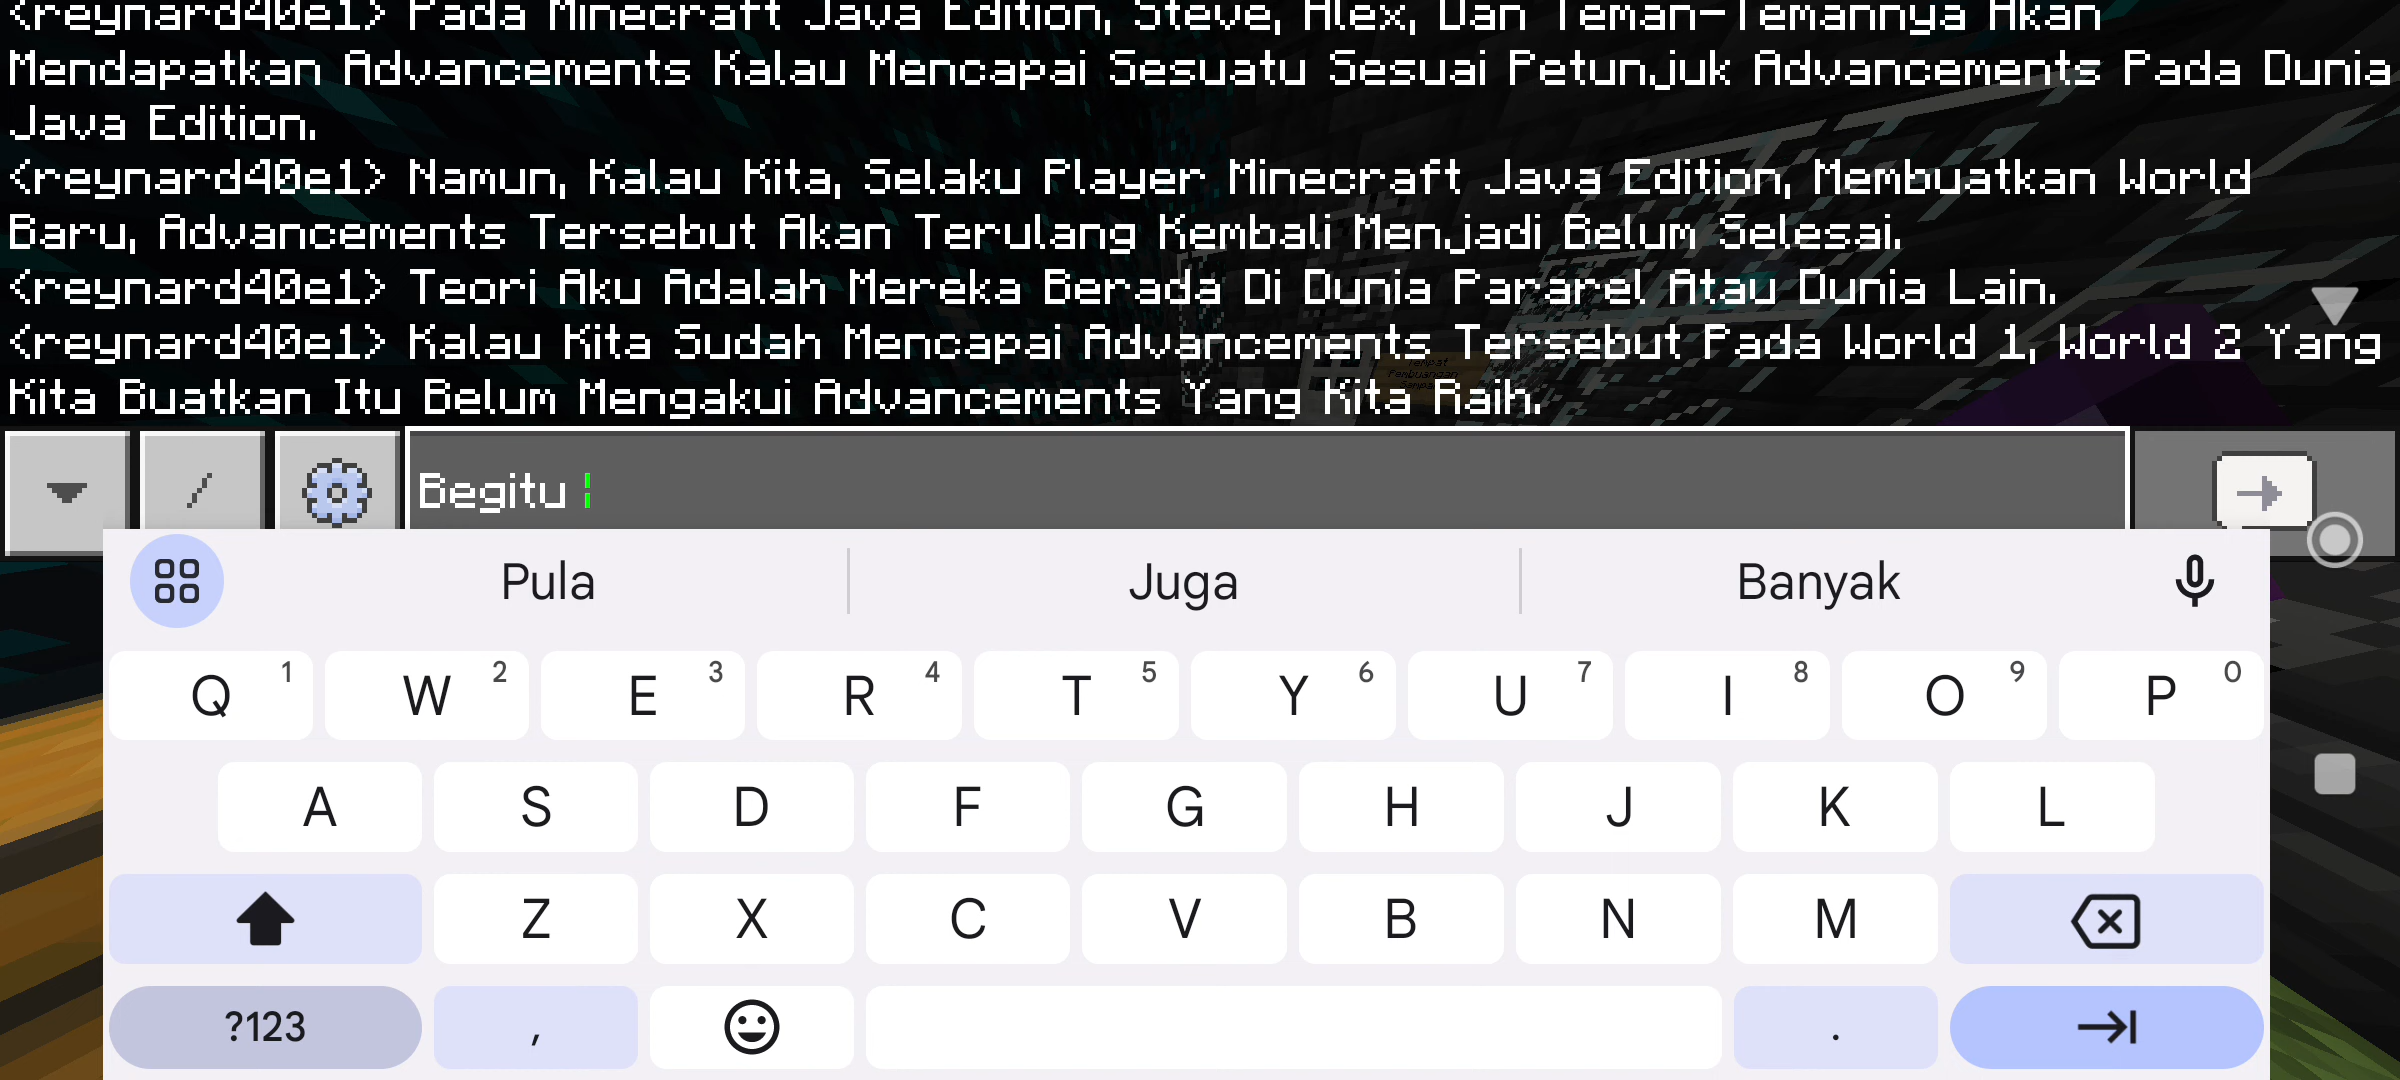 <reynard40e1> Pada Minecraft Java Edition, Steve, Alex, Dan Teman-Temannya Akan
Mendapatkan Advancements Kalau Mencapai Sesuatu Sesuai Petunjuk Advancements Pada Dunia
Java Edition.
<reynard40e1> Namun, Kalau Kita, Selaku Player Minecraft Java Edition, Membuatkan World
Baru, Advancements Tersebut Akan Terulang Kembali Menjadi Belum Selesai.
<reynard40e1> Teori Aku Adalah Mereka Berada Di Dunia Pararel Atau Dunia Lain.
<reynard40e1> Kalau Kita Sudah Mencapai Advancements Tersebut Pada World 1, World 2 Yang
Kita Buatkan Itu Belum Mengakui Advancements Yang Kita Raih.
Tempat
Pembuangan
/ Begitu
Pula Juga Banyak
Q 1 W 2 E 3 R 4 T 5 Y 6 U 7 I 8 O 9 P 0
A S D F G H J K L
Z X C V B N M
?123 , .